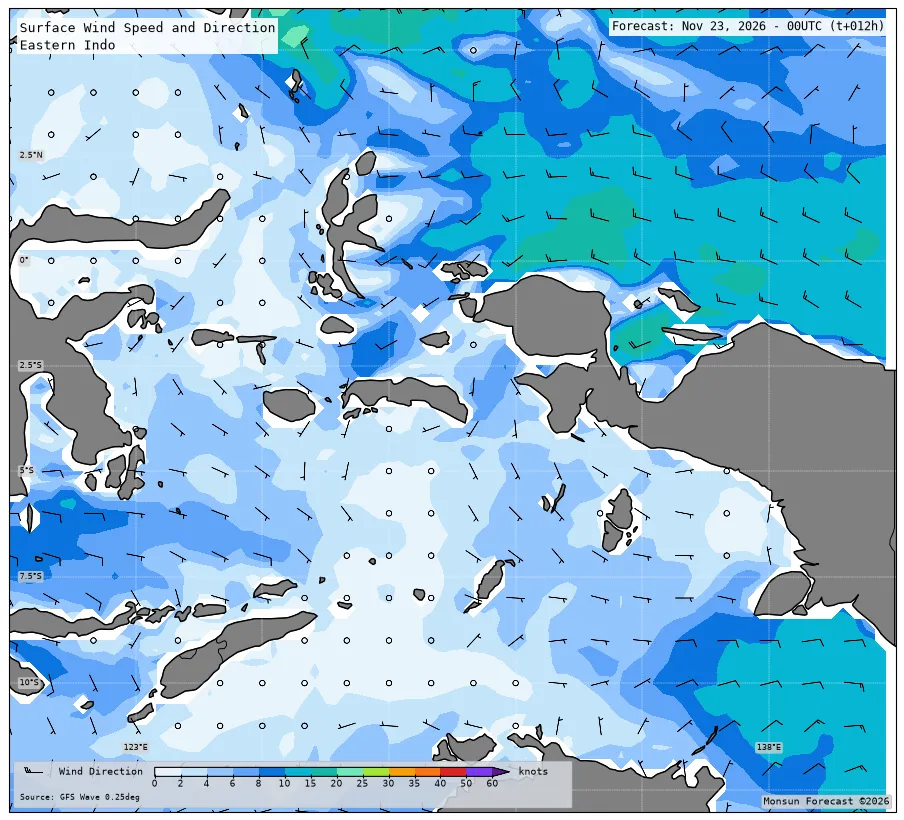 Surface Wind Speed and Direction
Eastern Indo
Forecast: Nov 23, 2026 - 00UTC (t+012h)
2.5°N
0°
2.5°S
5°S
7.5°S
10°S
123°E
138°E
Wind Direction
0 2 4 6 8 10 15 20 25 30 35 40 50 60
knots
Source: GFS Wave 0.25deg
Monsun Forecast ©2026